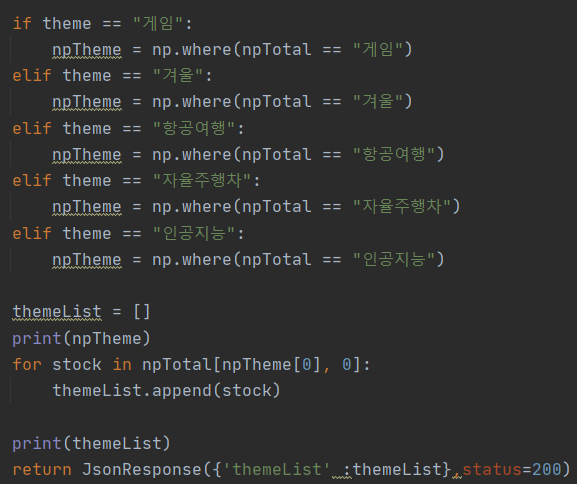 if theme == "게임":
    npTheme = np.where(npTotal == "게임")
elif theme == "겨울":
    npTheme = np.where(npTotal == "겨울")
elif theme == "항공여행":
    npTheme = np.where(npTotal == "항공여행")
elif theme == "자율주행차":
    npTheme = np.where(npTotal == "자율주행차")
elif theme == "인공지능":
    npTheme = np.where(npTotal == "인공지능")

themeList = []
print(npTheme)
for stock in npTotal[npTheme[0], 0]:
    themeList.append(stock)

print(themeList)
return JsonResponse({'themeList' :themeList},status=200)